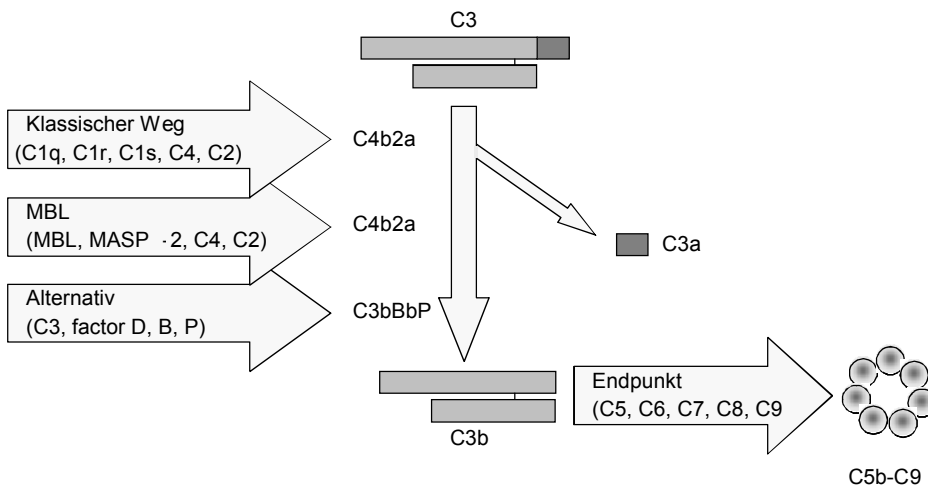 C3
Klassischer Weg
(C1q, C1r, C1s, C4, C2)
C4b2a
MBL
(MBL, MASP -2, C4, C2)
C4b2a
C3a
Alternativ
(C3, factor D, B, P)
C3bBbP
Endpunkt
(C5, C6, C7, C8, C9
C3b
C5b-C9